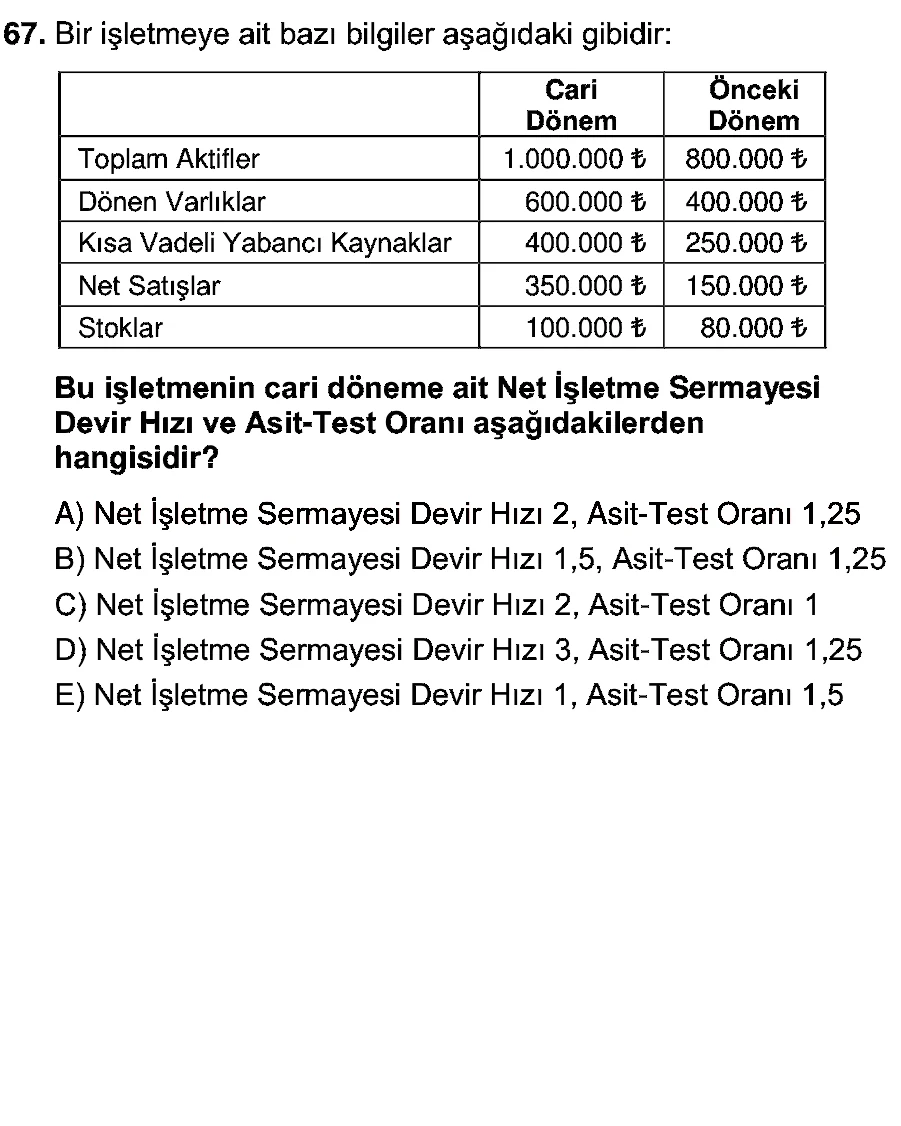 67. Bir işletmeye ait bazı bilgiler aşağıdaki gibidir:
Cari Dönem Önceki Dönem
Toplam Aktifler 1.000.000 ₺ 800.000 ₺
Dönen Varlıklar 600.000 ₺ 400.000 ₺
Kısa Vadeli Yabancı Kaynaklar 400.000 ₺ 250.000 ₺
Net Satışlar 350.000 ₺ 150.000 ₺
Stoklar 100.000 ₺ 80.000 ₺
Bu işletmenin cari döneme ait Net İşletme Sermayesi
Devir Hızı ve Asit-Test Oranı aşağıdakilerden
hangisidir?
A) Net İşletme Sermayesi Devir Hızı 2, Asit-Test Oranı 1,25
B) Net İşletme Sermayesi Devir Hızı 1,5, Asit-Test Oranı 1,25
C) Net İşletme Sermayesi Devir Hızı 2, Asit-Test Oranı 1
D) Net İşletme Sermayesi Devir Hızı 3, Asit-Test Oranı 1,25
E) Net İşletme Sermayesi Devir Hızı 1, Asit-Test Oranı 1,5